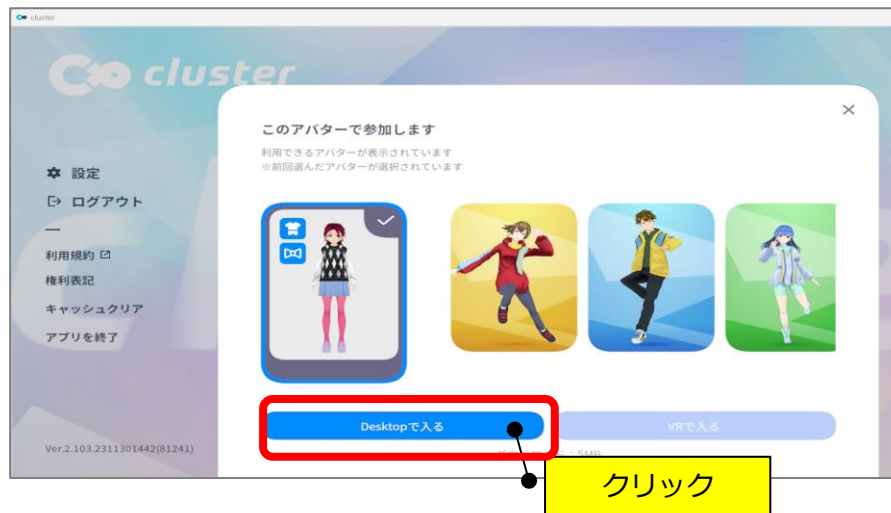 cluster
cluster
このアバターで参加します
利用できるアバターが表示されています
※前回選んだアバターが選択されています
設定
ログアウト
利用規約
権利表記
キャッシュクリア
アプリを終了
Desktopで入る
VRで入る
：5MB
Ver.2.103.2311301442(81241)
クリック